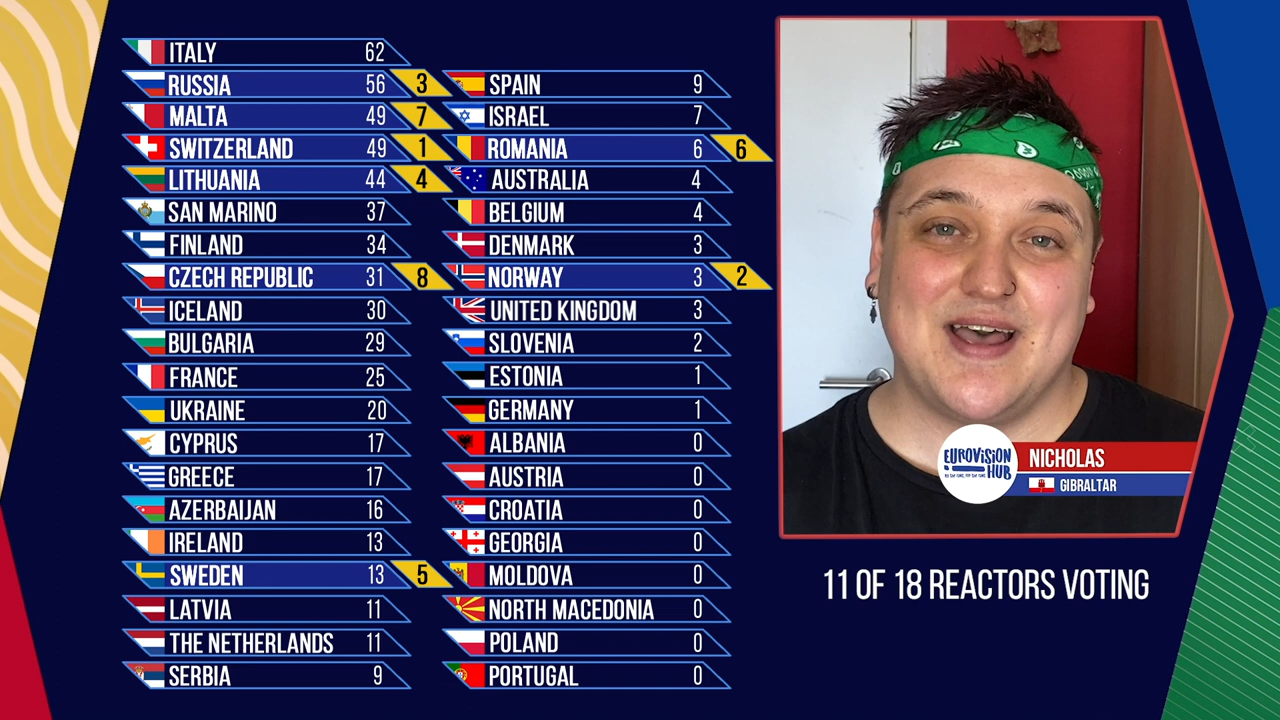 ITALY 62
RUSSIA 56 3
MALTA 49 7
SWITZERLAND 49 1
LITHUANIA 44 4
SAN MARINO 37
FINLAND 34
CZECH REPUBLIC 31 8
ICELAND 30
BULGARIA 29
FRANCE 25
UKRAINE 20
CYPRUS 17
GREECE 17
AZERBAIJAN 16
IRELAND 13
SWEDEN 13 5
LATVIA 11
THE NETHERLANDS 11
SERBIA 9
SPAIN 9
ISRAEL 7
ROMANIA 6 6
AUSTRALIA 4
BELGIUM 4
DENMARK 3
NORWAY 3 2
UNITED KINGDOM 3
SLOVENIA 2
ESTONIA 1
GERMANY 1
ALBANIA 0
AUSTRIA 0
CROATIA 0
GEORGIA 0
MOLDOVA 0
NORTH MACEDONIA 0
POLAND 0
PORTUGAL 0
EUROVISION
HUB
NICHOLAS
GIBRALTAR
11 OF 18 REACTORS VOTING